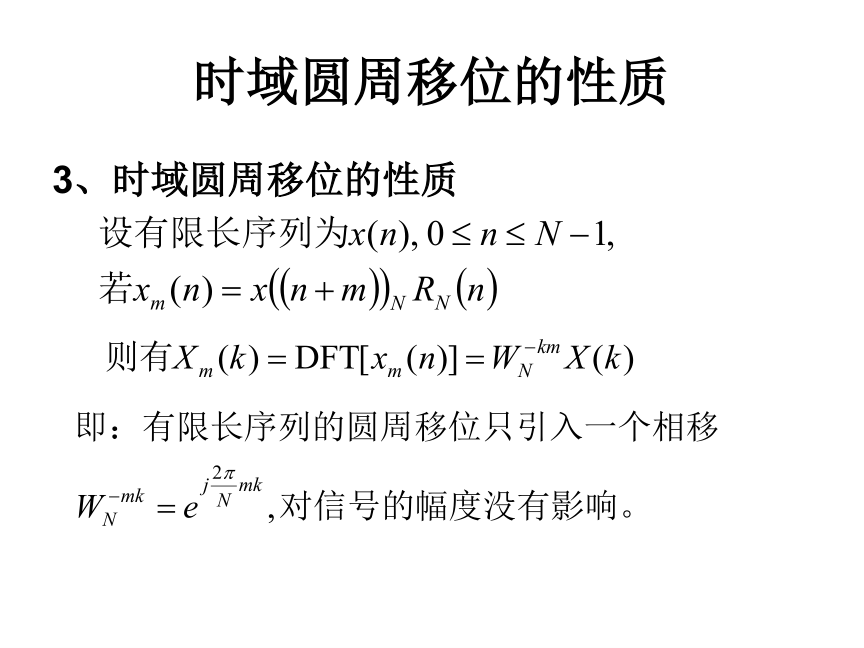 时域圆周移位的性质
3、时域圆周移位的性质
设有限长序列为x(n), 0 ≤ n ≤ N −1,
若x_m(n) = x((n + m))_N R_N(n)
则有X_m(k) = DFT[x_m(n)] = W_N^{−km} X(k)
即：有限长序列的圆周移位只引入一个相移
W_N^{−mk} = e^{j\frac{2π}{N}mk},对信号的幅度没有影响。